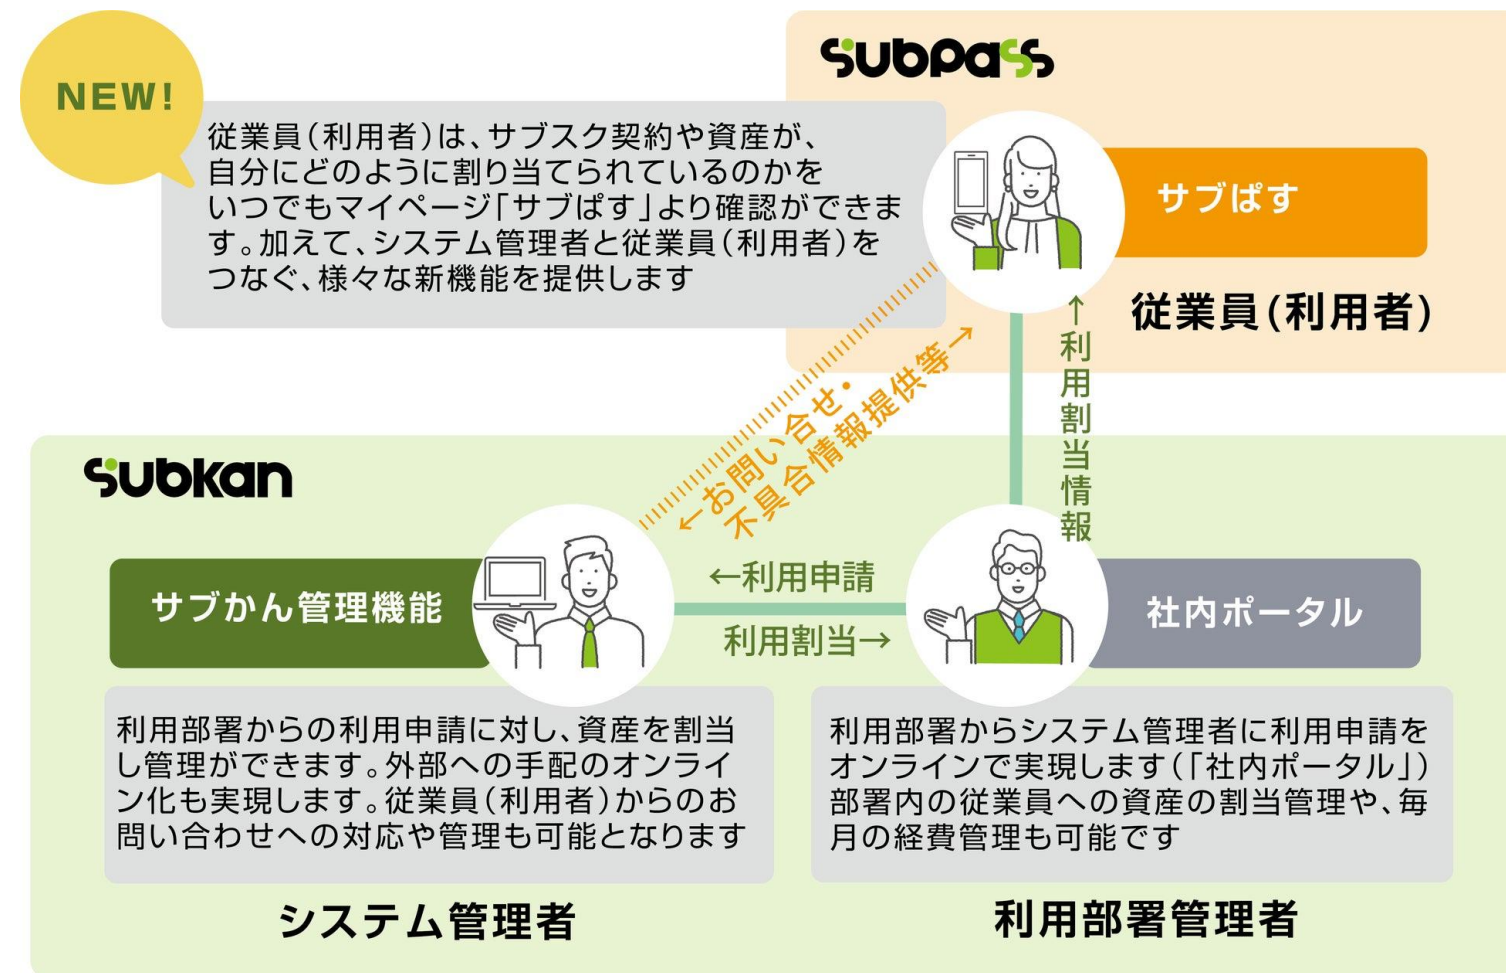 subpass
NEW!
従業員(利用者)は、サブスク契約や資産が、
自分にどのように割り当てられているのかを
いつでもマイページ「サブぱす」より確認ができま
す。加えて、システム管理者と従業員(利用者)を
つなぐ、様々な新機能を提供します
サブぱす
従業員(利用者)
↑利用割当情報
←お問い合せ・
不具合情報提供等→
subkan
サブかん管理機能
←利用申請
利用割当→
社内ポータル
利用部署からの利用申請に対し、資産を割当
し管理ができます。外部への手配のオンライ
ン化も実現します。従業員(利用者)からのお
問い合わせへの対応や管理も可能となります
システム管理者
利用部署からシステム管理者に利用申請を
オンラインで実現します(「社内ポータル」)
部署内の従業員への資産の割当管理や、毎
月の経費管理も可能です
利用部署管理者